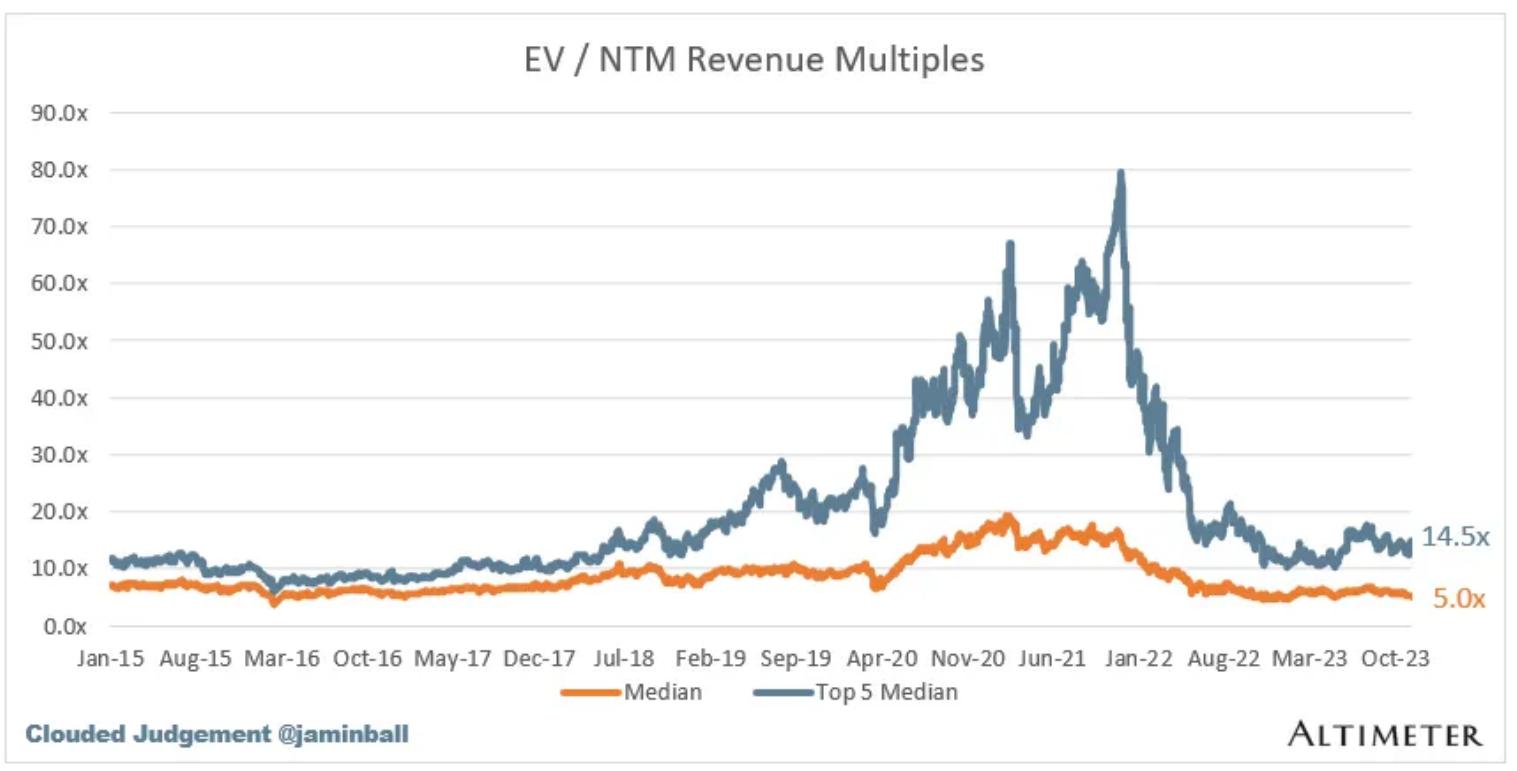 EV / NTM Revenue Multiples
90.0x
80.0x
70.0x
60.0x
50.0x
40.0x
30.0x
20.0x
10.0x
0.0x
14.5x
5.0x
Jan-15 Aug-15 Mar-16 Oct-16 May-17 Dec-17 Jul-18 Feb-19 Sep-19 Apr-20 Nov-20 Jun-21 Jan-22 Aug-22 Mar-23 Oct-23
Median Top 5 Median
Clouded Judgement @jaminball ALTIMETER